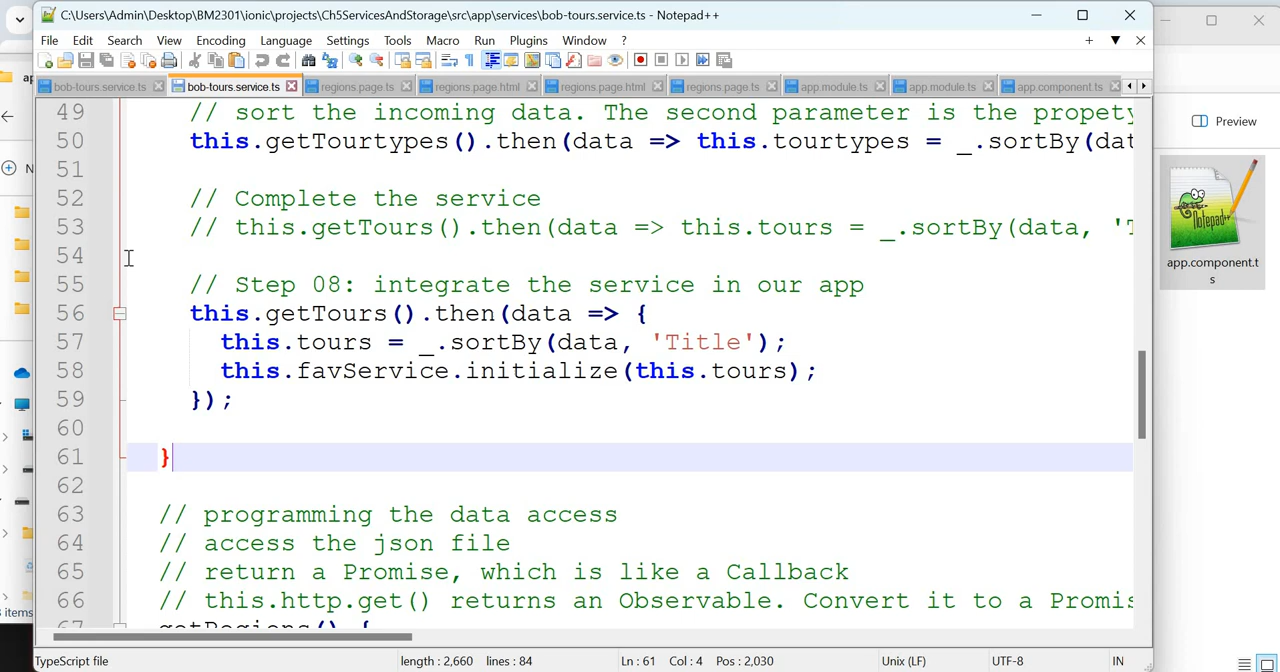 C:\Users\Admin\Desktop\BM2301\ionic\projects\Ch5ServicesAndStorage\src\app\services\bob-tours.service.ts - Notepad++
File Edit Search View Encoding Language Settings Tools Macro Run Plugins Window ?
bob-tours.service.ts bob-tours.service.ts regions.page.ts regions.page.html regions.page.html regions.page.ts app.module.ts app.module.ts app.component.ts
49 // sort the incoming data. The second parameter is the propety
50 this.getTourtypes().then(data => this.tourtypes = _.sortBy(dat
51
52 // Complete the service
53 // this.getTours().then(data => this.tours = _.sortBy(data, 'T
54
55 // Step 08: integrate the service in our app
56 this.getTours().then(data => {
57 this.tours = _.sortBy(data, 'Title');
58 this.favService.initialize(this.tours);
59 });
60
61 }
62
63 // programming the data access
64 // access the json file
65 // return a Promise, which is like a Callback
66 // this.http.get() returns an Observable. Convert it to a Promis
67 getRegions() {
TypeScript file length : 2,660 lines : 84 Ln : 61 Col : 4 Pos : 2,030 Unix (LF) UTF-8 IN
Preview
app.component.t
s
items